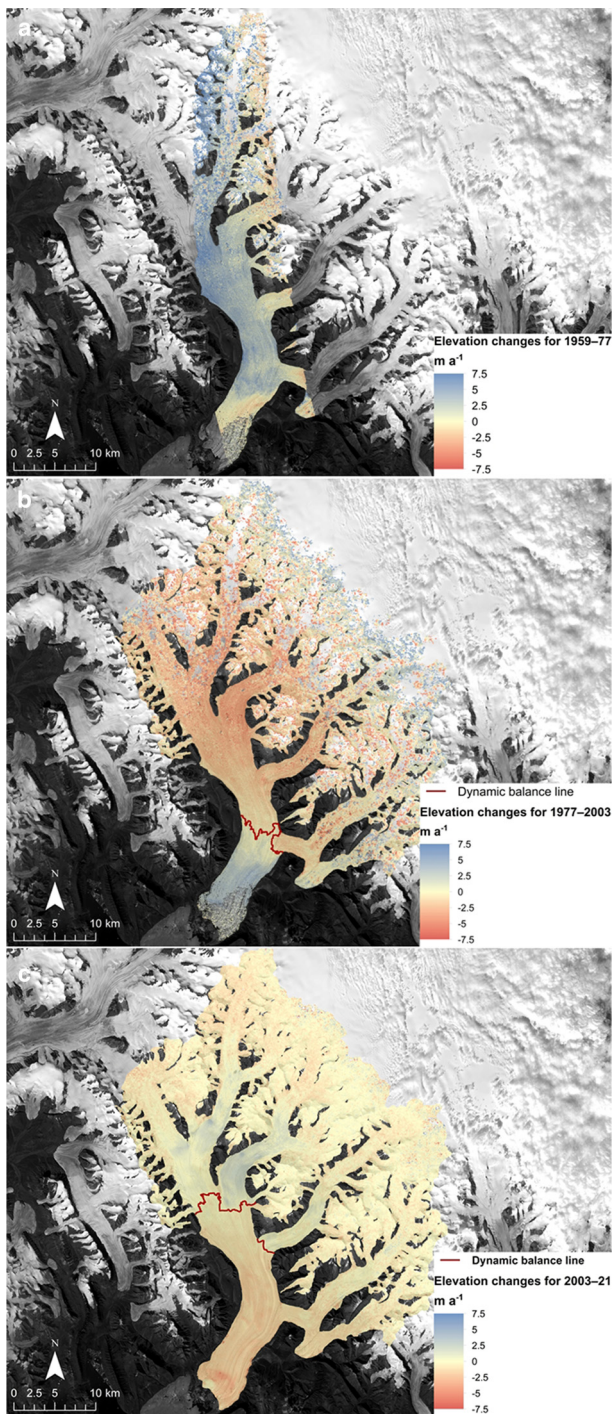 a
Elevation changes for 1959–77
m a⁻¹
7.5
5
2.5
0
-2.5
-5
-7.5
N
0 2.5 5 10 km
b
Dynamic balance line
Elevation changes for 1977–2003
m a⁻¹
7.5
5
2.5
0
-2.5
-5
-7.5
N
0 2.5 5 10 km
c
Dynamic balance line
Elevation changes for 2003–21
m a⁻¹
7.5
5
2.5
0
-2.5
-5
-7.5
N
0 2.5 5 10 km